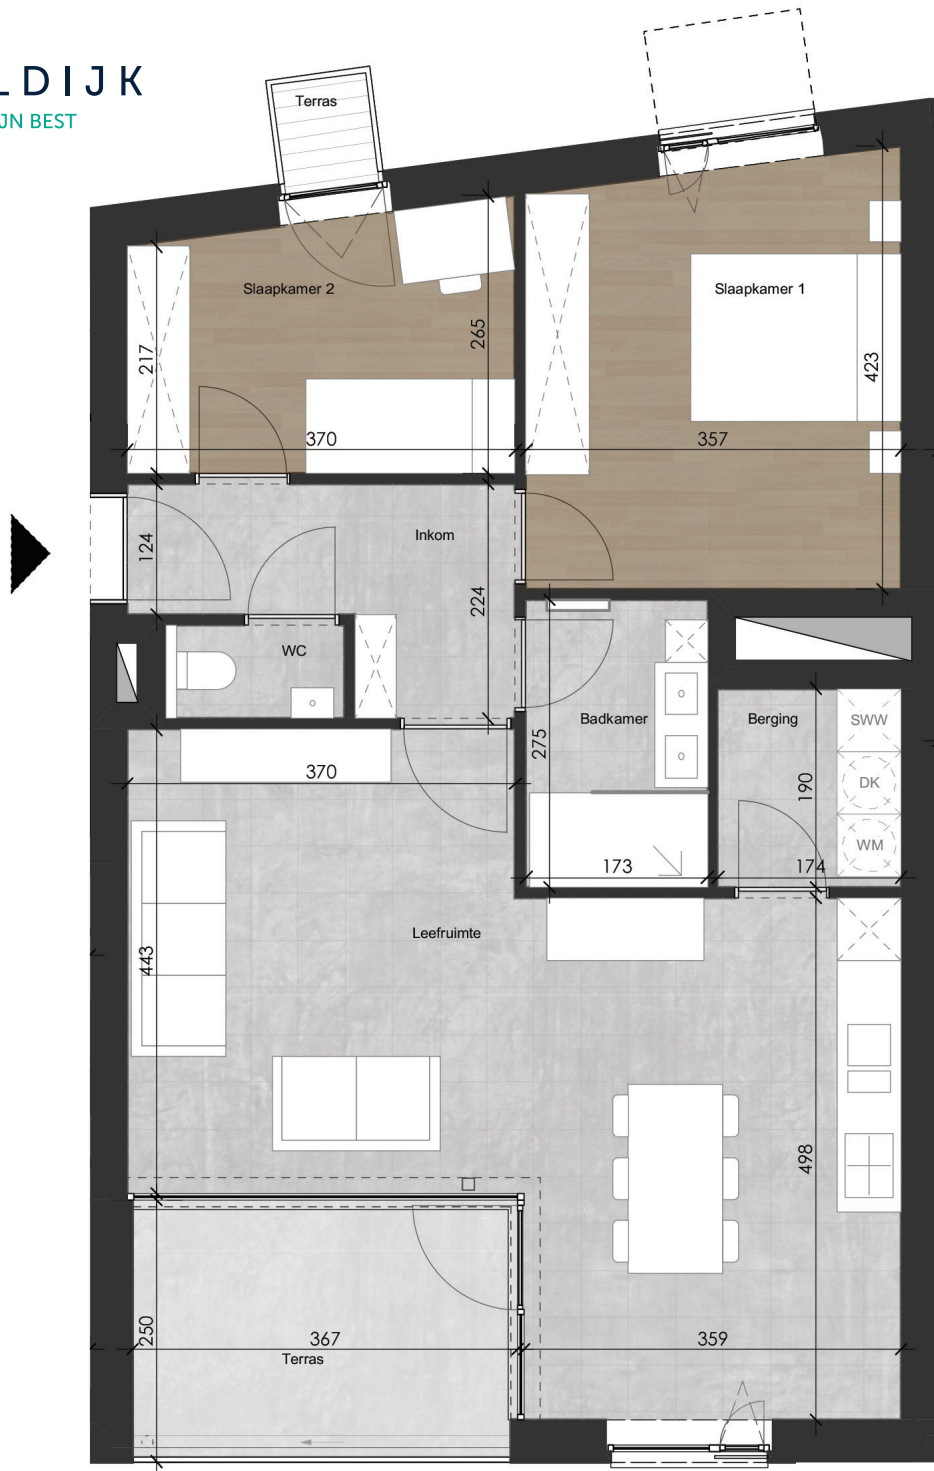 LDIJK
JN BEST
Terras
Slaapkamer 2
Slaapkamer 1
217
265
423
370
357
124
Inkom
224
WC
Badkamer
Berging
SWW
275
DK
190
370
WM
173
174
Leefruimte
443
498
250
367
359
Terras